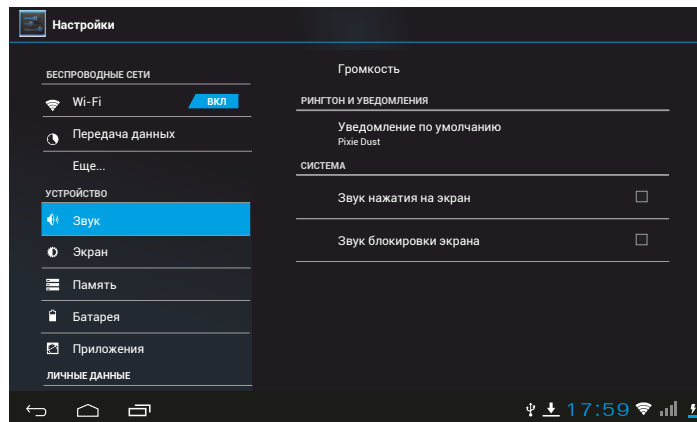 Настройки
БЕСПРОВОДНЫЕ СЕТИ
Wi-Fi
ВКЛ
Передача данных
Еще...
УСТРОЙСТВО
Звук
Экран
Память
Батарея
Приложения
ЛИЧНЫЕ ДАННЫЕ
Громкость
РИНГТОН И УВЕДОМЛЕНИЯ
Уведомление по умолчанию
Pixie Dust
СИСТЕМА
Звук нажатия на экран
Звук блокировки экрана
17:59